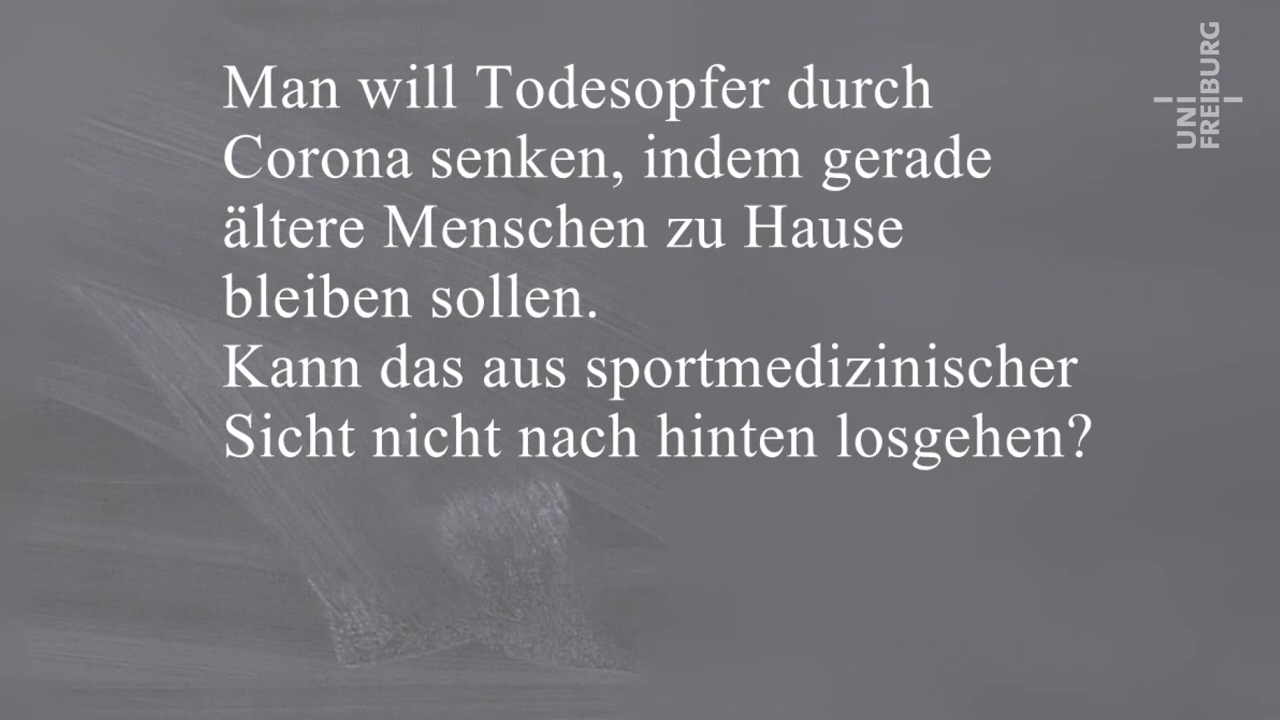 Man will Todesopfer durch
Corona senken, indem gerade
ältere Menschen zu Hause
bleiben sollen.
Kann das aus sportmedizinischer
Sicht nicht nach hinten losgehen?
UNI
FREIBURG